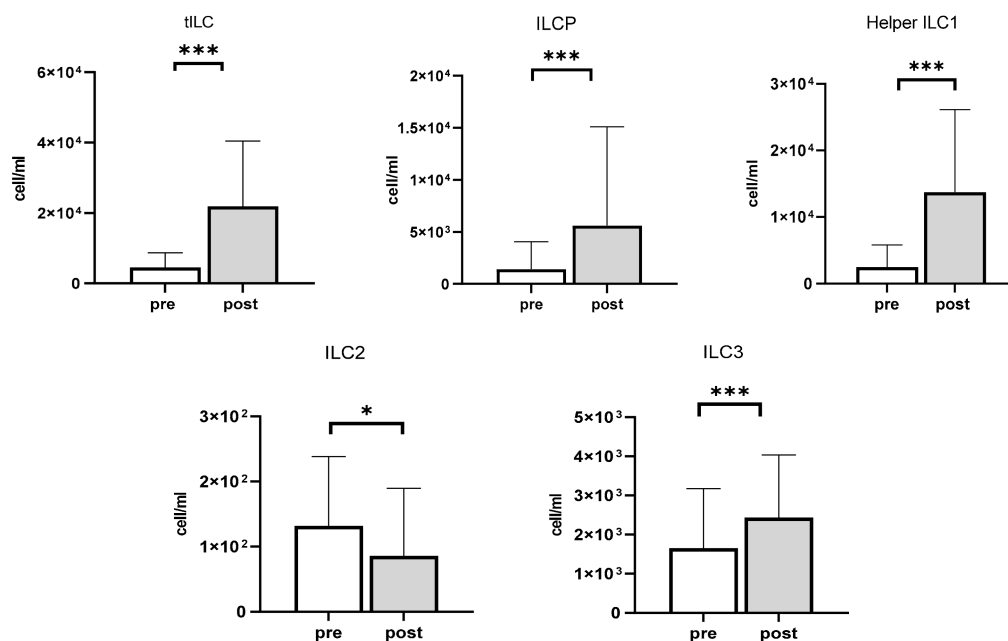 tILC
***
6×10⁴
4×10⁴
2×10⁴
0
cell/ml
pre post
ILCP
***
2×10⁴
1.5×10⁴
1×10⁴
5×10³
0
cell/ml
pre post
Helper ILC1
***
3×10⁴
2×10⁴
1×10⁴
0
cell/ml
pre post
ILC2
*
3×10²
2×10²
1×10²
0
cell/ml
pre post
ILC3
***
5×10³
4×10³
3×10³
2×10³
1×10³
0
cell/ml
pre post